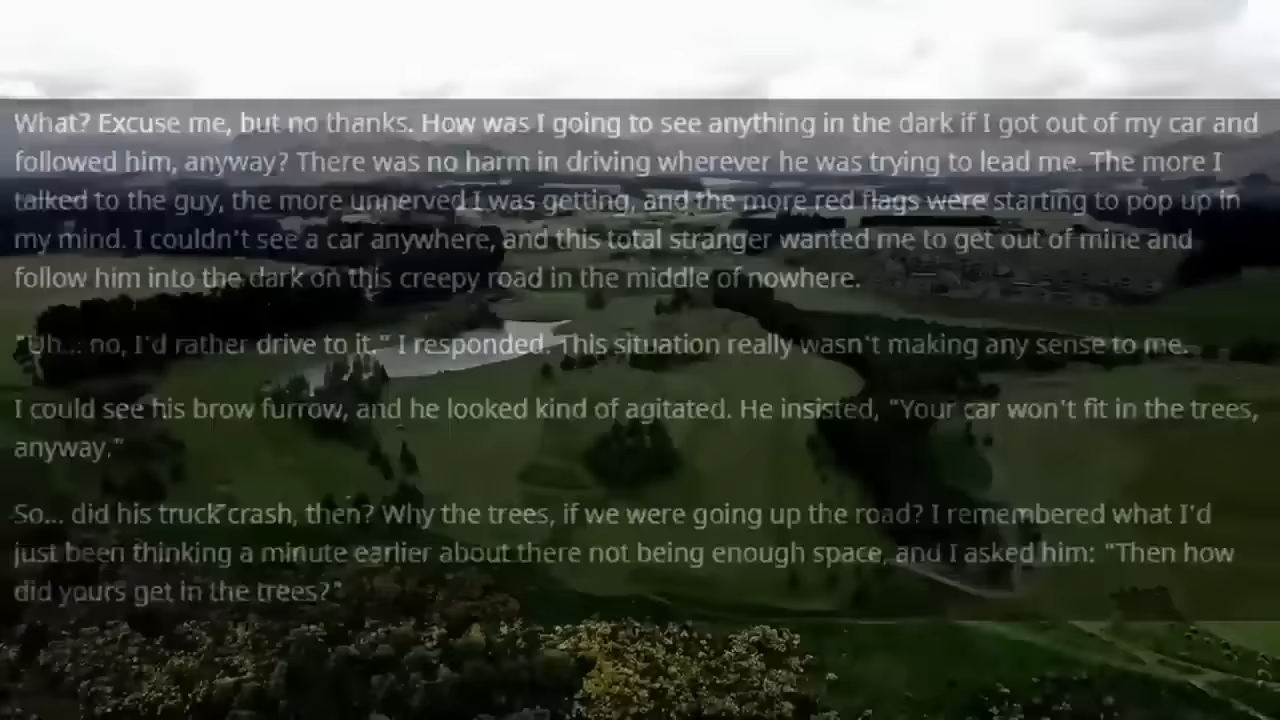 What? Excuse me, but no thanks. How was I going to see anything in the dark if I got out of my car and
followed him, anyway? There was no harm in driving wherever he was trying to lead me. The more I
talked to the guy, the more unnerved I was getting, and the more red flags were starting to pop up in
my mind. I couldn't see a car anywhere, and this total stranger wanted me to get out of mine and
follow him into the dark on this creepy road in the middle of nowhere.
"Uh... no, I'd rather drive to it." I responded. This situation really wasn't making any sense to me.
I could see his brow furrow, and he looked kind of agitated. He insisted, "Your car won't fit in the trees,
anyway."
So... did his truck crash, then? Why the trees, if we were going up the road? I remembered what I'd
just been thinking a minute earlier about there not being enough space, and I asked him: "Then how
did yours get in the trees?"